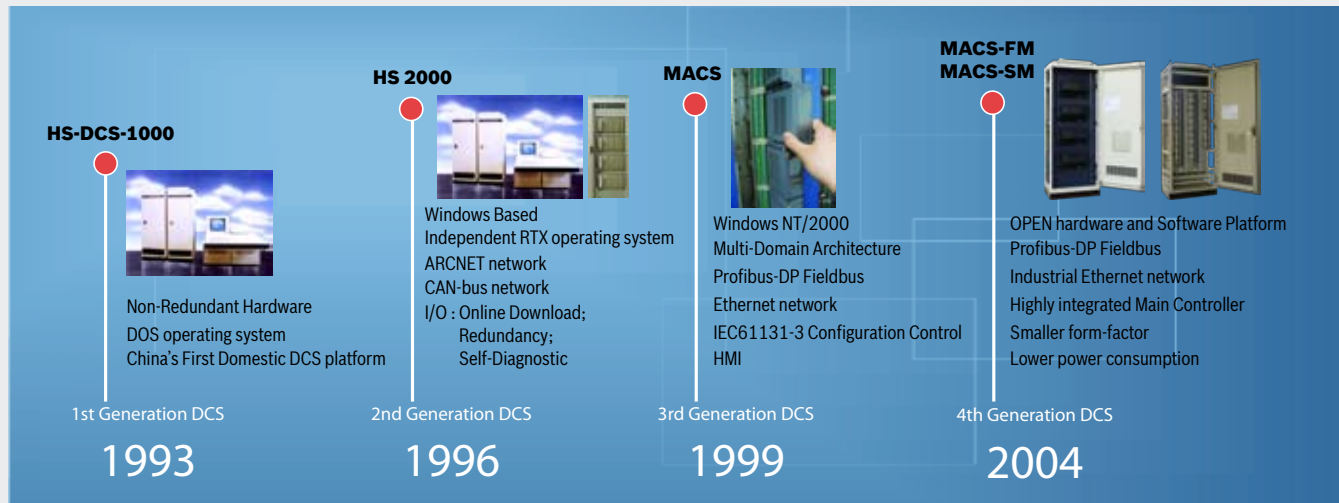 HS-DCS-1000
Non-Redundant Hardware
DOS operating system
China's First Domestic DCS platform
1st Generation DCS
1993
HS 2000
Windows Based
Independent RTX operating system
ARCNET network
CAN-bus network
I/O : Online Download;
Redundancy;
Self-Diagnostic
2nd Generation DCS
1996
MACS
Windows NT/2000
Multi-Domain Architecture
Profibus-DP Fieldbus
Ethernet network
IEC61131-3 Configuration Control
HMI
3rd Generation DCS
1999
MACS-FM
MACS-SM
OPEN hardware and Software Platform
Profibus-DP Fieldbus
Industrial Ethernet network
Highly integrated Main Controller
Smaller form-factor
Lower power consumption
4th Generation DCS
2004